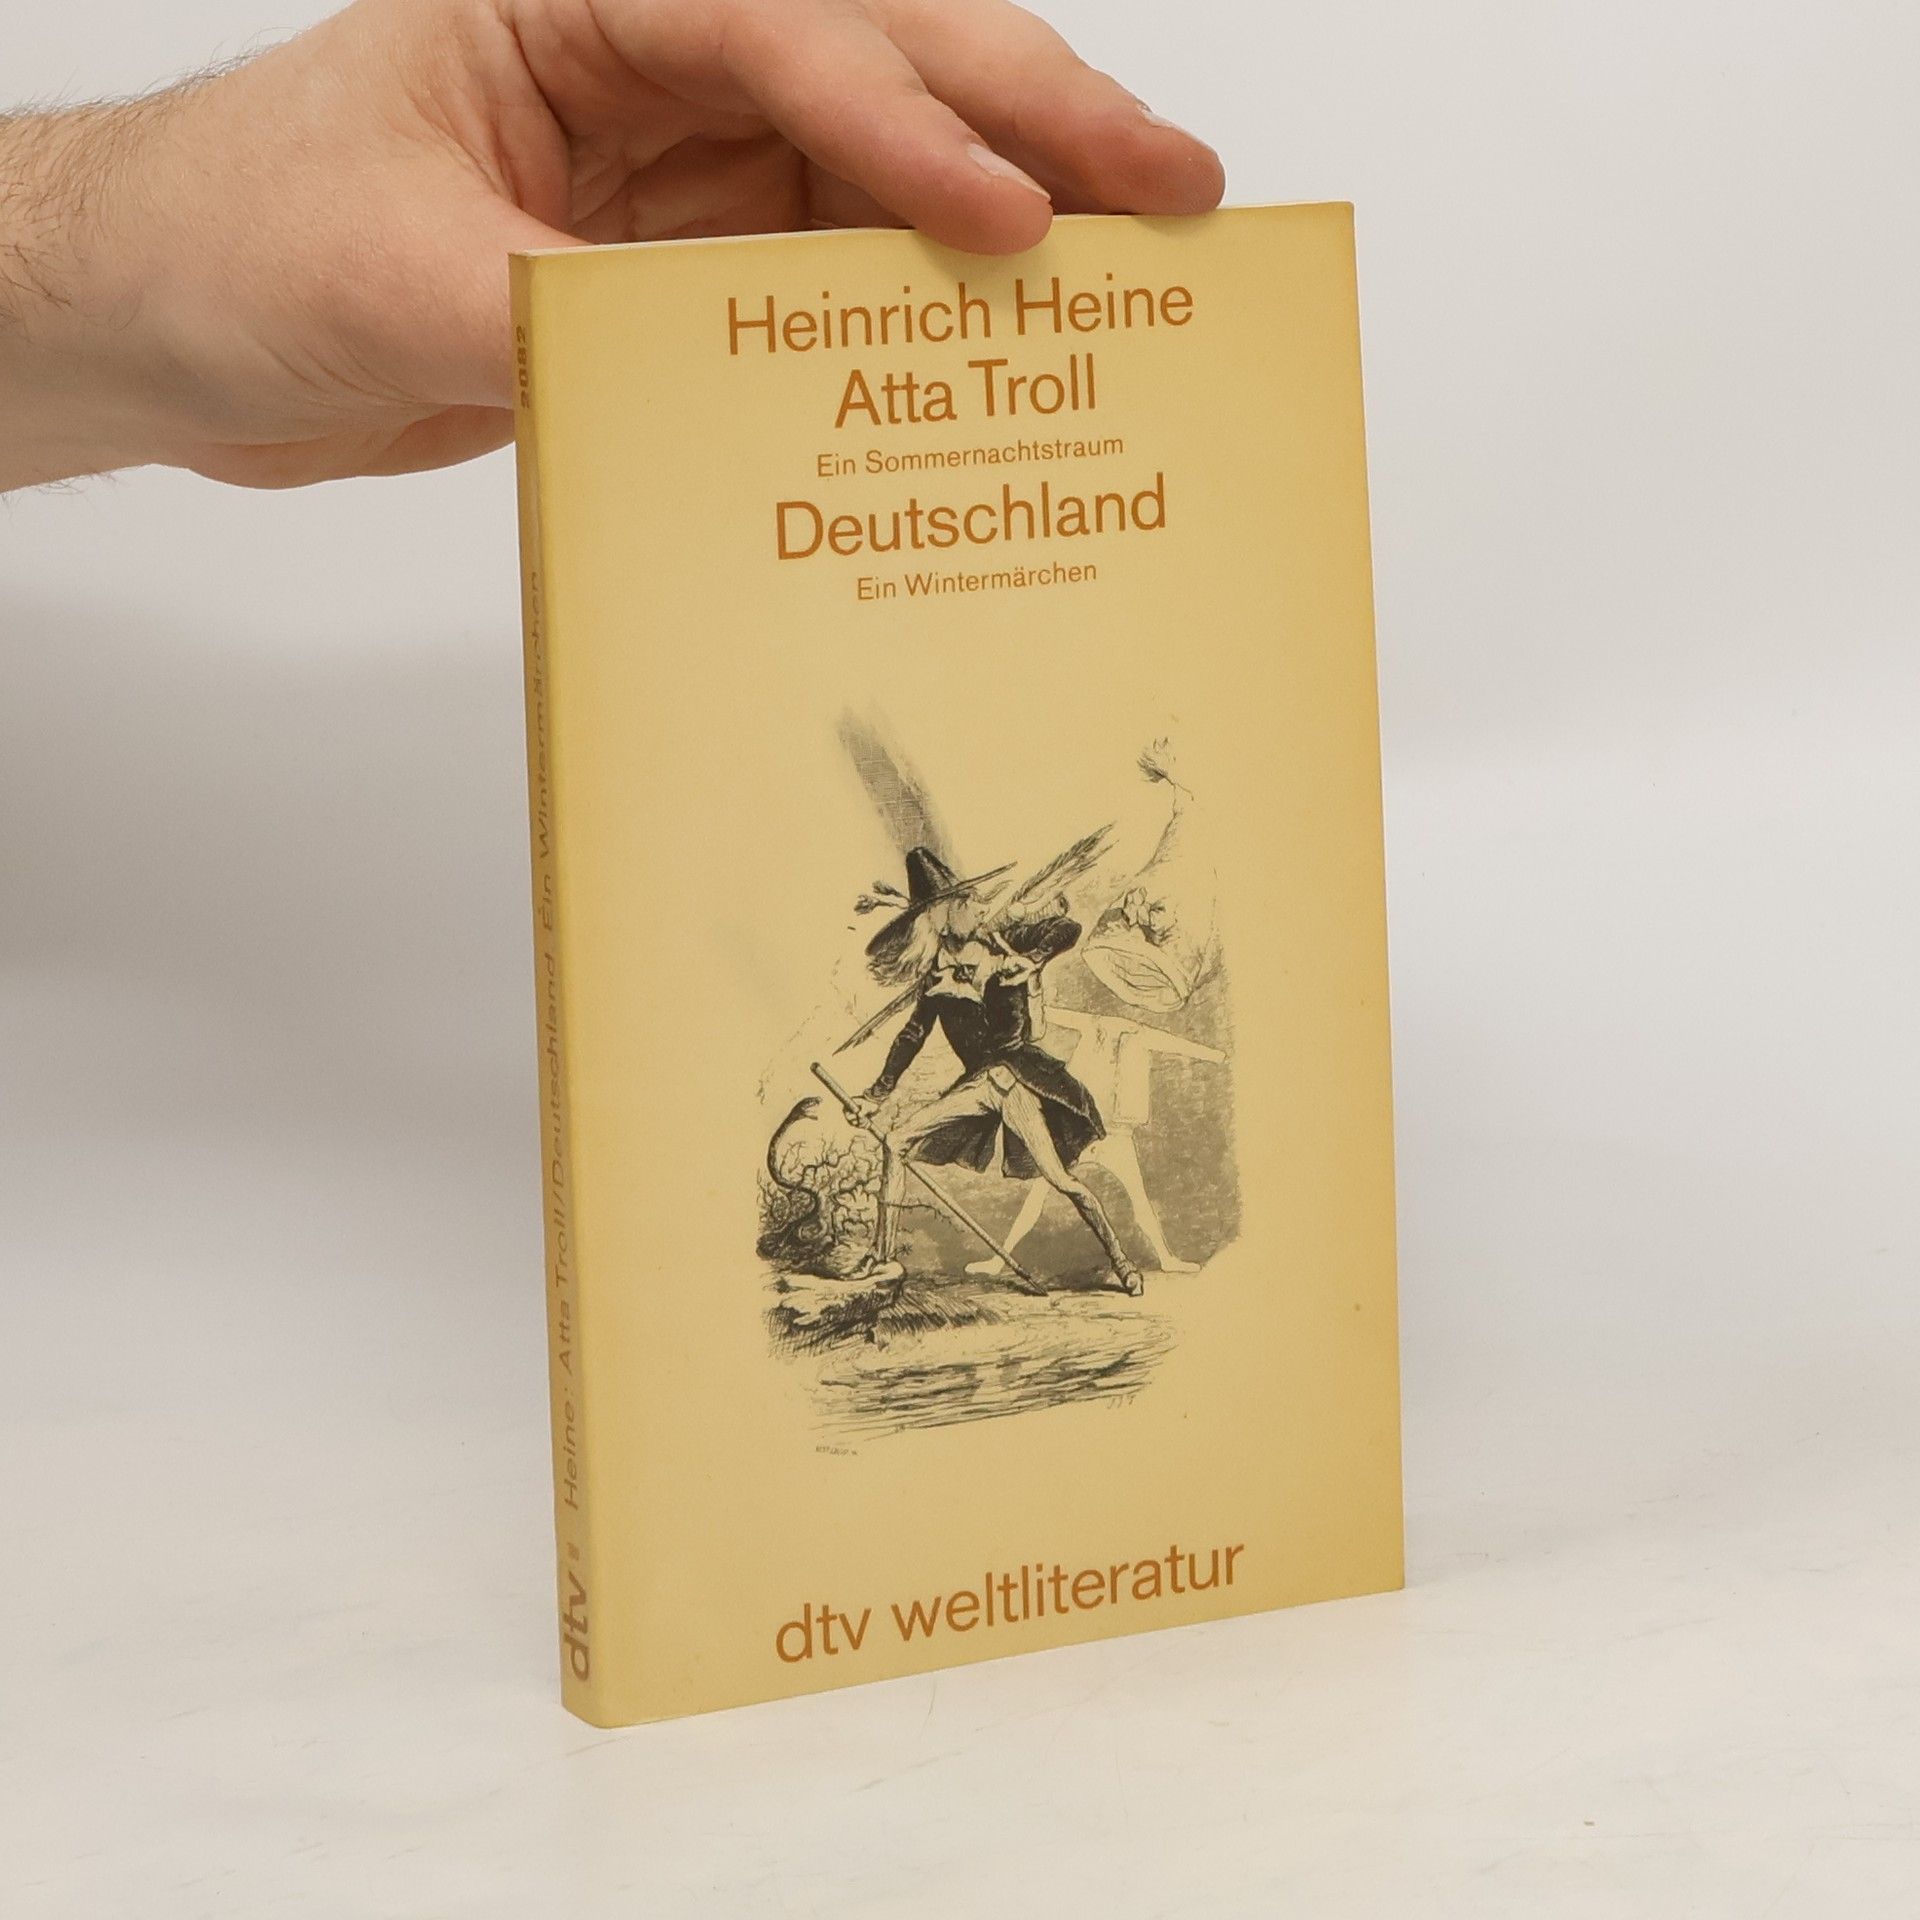 Heinrich Heine
Atta Troll
Ein Sommernachtstraum
Deutschland
Ein Wintermärchen
dtv weltliteratur
2082
dtv Heine: Atta Troll/Deutschland Ein Wintermärchen